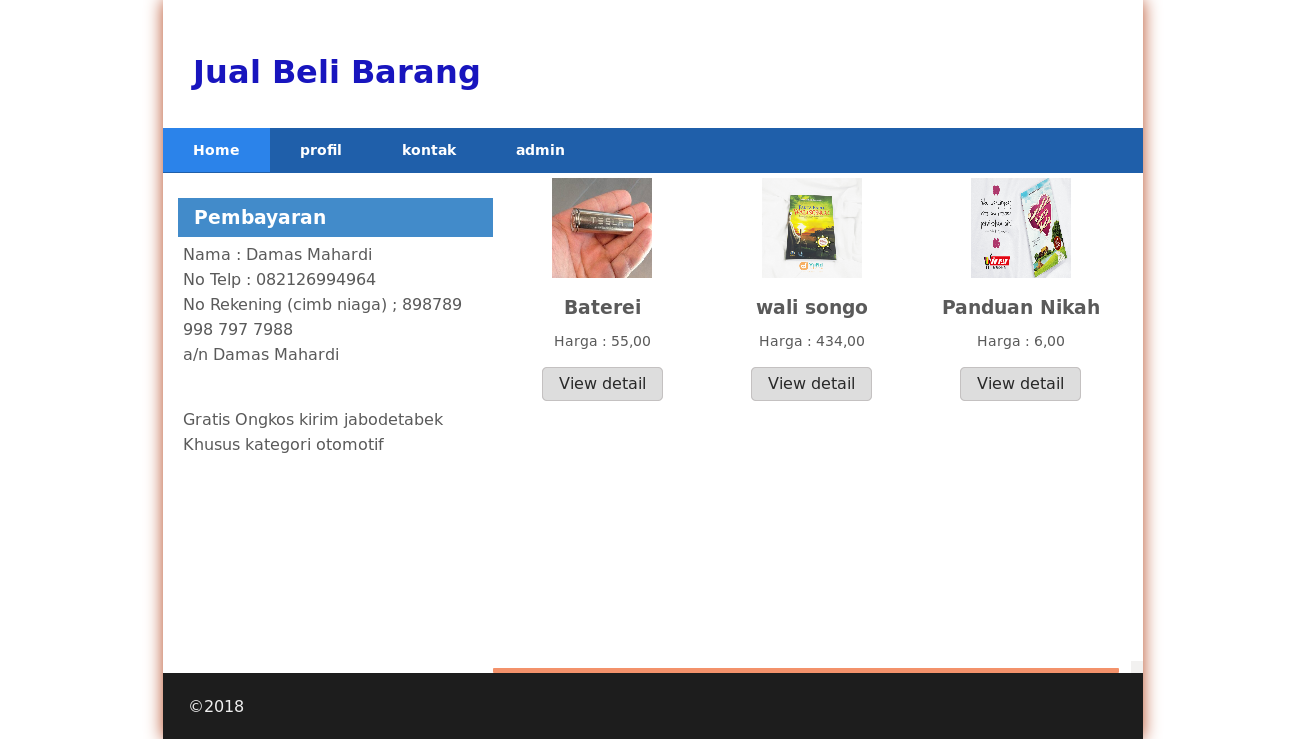 Jual Beli Barang
Home profil kontak admin
Pembayaran
Nama : Damas Mahardi
No Telp : 082126994964
No Rekening (cimb niaga) ; 898789
998 797 7988
a/n Damas Mahardi
Gratis Ongkos kirim jabodetabek
Khusus kategori otomotif
TESLA
Baterei
Harga : 55,00
View detail
wali songo
Harga : 434,00
View detail
Panduan Nikah
Harga : 6,00
View detail
©2018